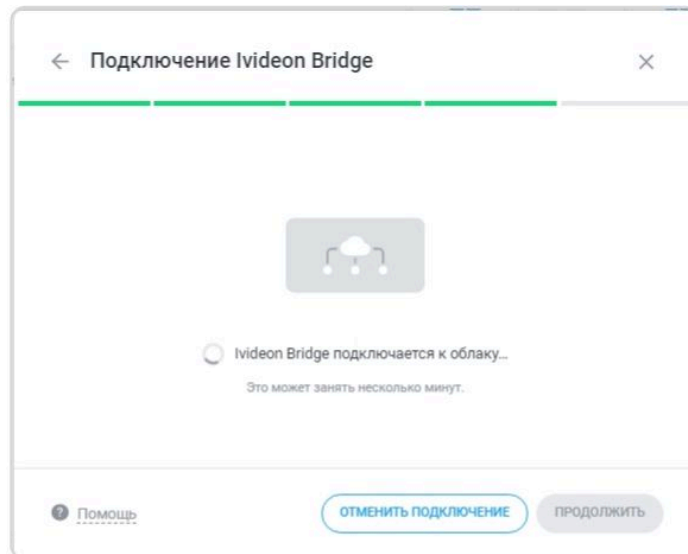 Подключение Ivideon Bridge
Ivideon Bridge подключается к облаку...
Это может занять несколько минут.
Помощь
ОТМЕНИТЬ ПОДКЛЮЧЕНИЕ
ПРОДОЛЖИТЬ